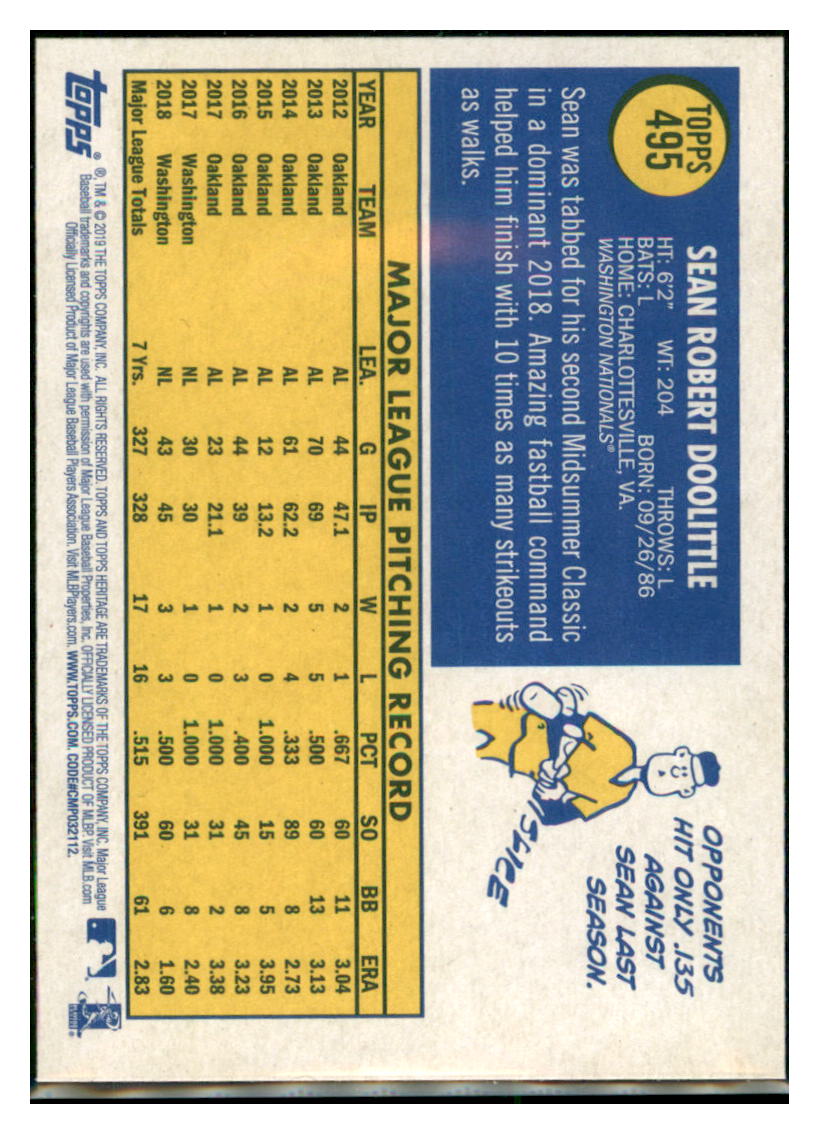 TOPPS
495
SEAN ROBERT DOOLITTLE
HT: 6'2" WT: 204 THROWS: L
BATS: L BORN: 09/26/86
HOME: CHARLOTTESVILLE, VA.
WASHINGTON NATIONALS®
Sean was tabbed for his second Midsummer Classic
in a dominant 2018. Amazing fastball command
helped him finish with 10 times as many strikeouts
as walks.
OPPONENTS
HIT ONLY .135
AGAINST
SEAN LAST
SEASON.
SLICE
MAJOR LEAGUE PITCHING RECORD
YEAR TEAM LEA. G IP W L PCT SO BB ERA
2012 Oakland AL 44 47.1 2 1 .667 60 11 3.04
2013 Oakland AL 70 69 5 5 .500 60 13 3.13
2014 Oakland AL 61 62.2 2 4 .333 89 8 2.73
2015 Oakland AL 12 13.2 1 0 1.000 15 5 3.95
2016 Oakland AL 44 39 2 3 .400 45 8 3.23
2017 Oakland AL 23 21.1 1 0 1.000 31 2 3.38
2017 Washington NL 30 30 1 0 1.000 31 8 2.40
2018 Washington NL 43 45 3 3 .500 60 6 1.60
Major League Totals 7 Yrs. 327 328 17 16 .515 391 61 2.83
topps®
®, TM & © 2019 THE TOPPS COMPANY, INC. ALL RIGHTS RESERVED. TOPPS AND TOPPS HERITAGE ARE TRADEMARKS OF THE TOPPS COMPANY, INC. Major League
Baseball trademarks and copyrights are used with permission of Major League Baseball Properties, Inc. OFFICIALLY LICENSED PRODUCT OF MLBP. Visit MLB.com
Officially Licensed Product of Major League Baseball Players Association. Visit MLBPlayers.com. WWW.TOPPS.COM. CODE#CMP032112.